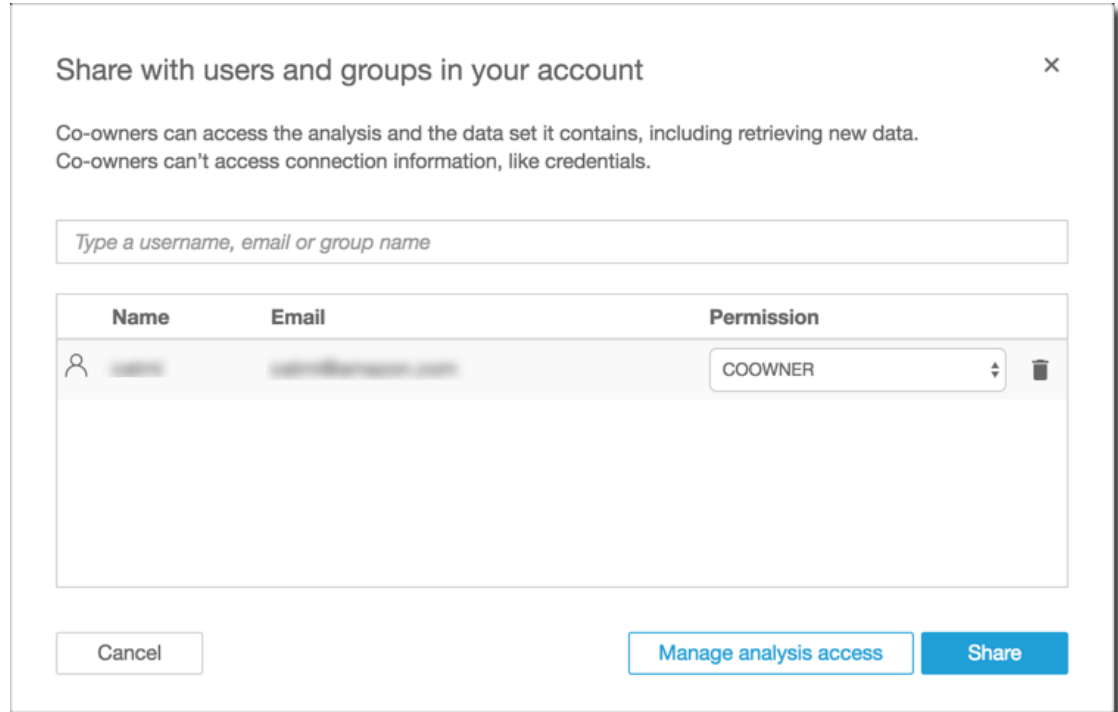 Share with users and groups in your account
Co-owners can access the analysis and the data set it contains, including retrieving new data.
Co-owners can't access connection information, like credentials.
Type a username, email or group name
Name Email Permission
COOWNER
Cancel Manage analysis access Share